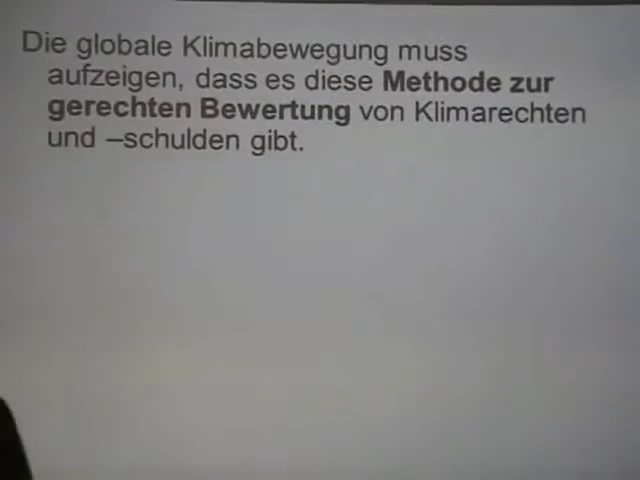 Die globale Klimabewegung muss
aufzeigen, dass es diese Methode zur
gerechten Bewertung von Klimarechten
und –schulden gibt.